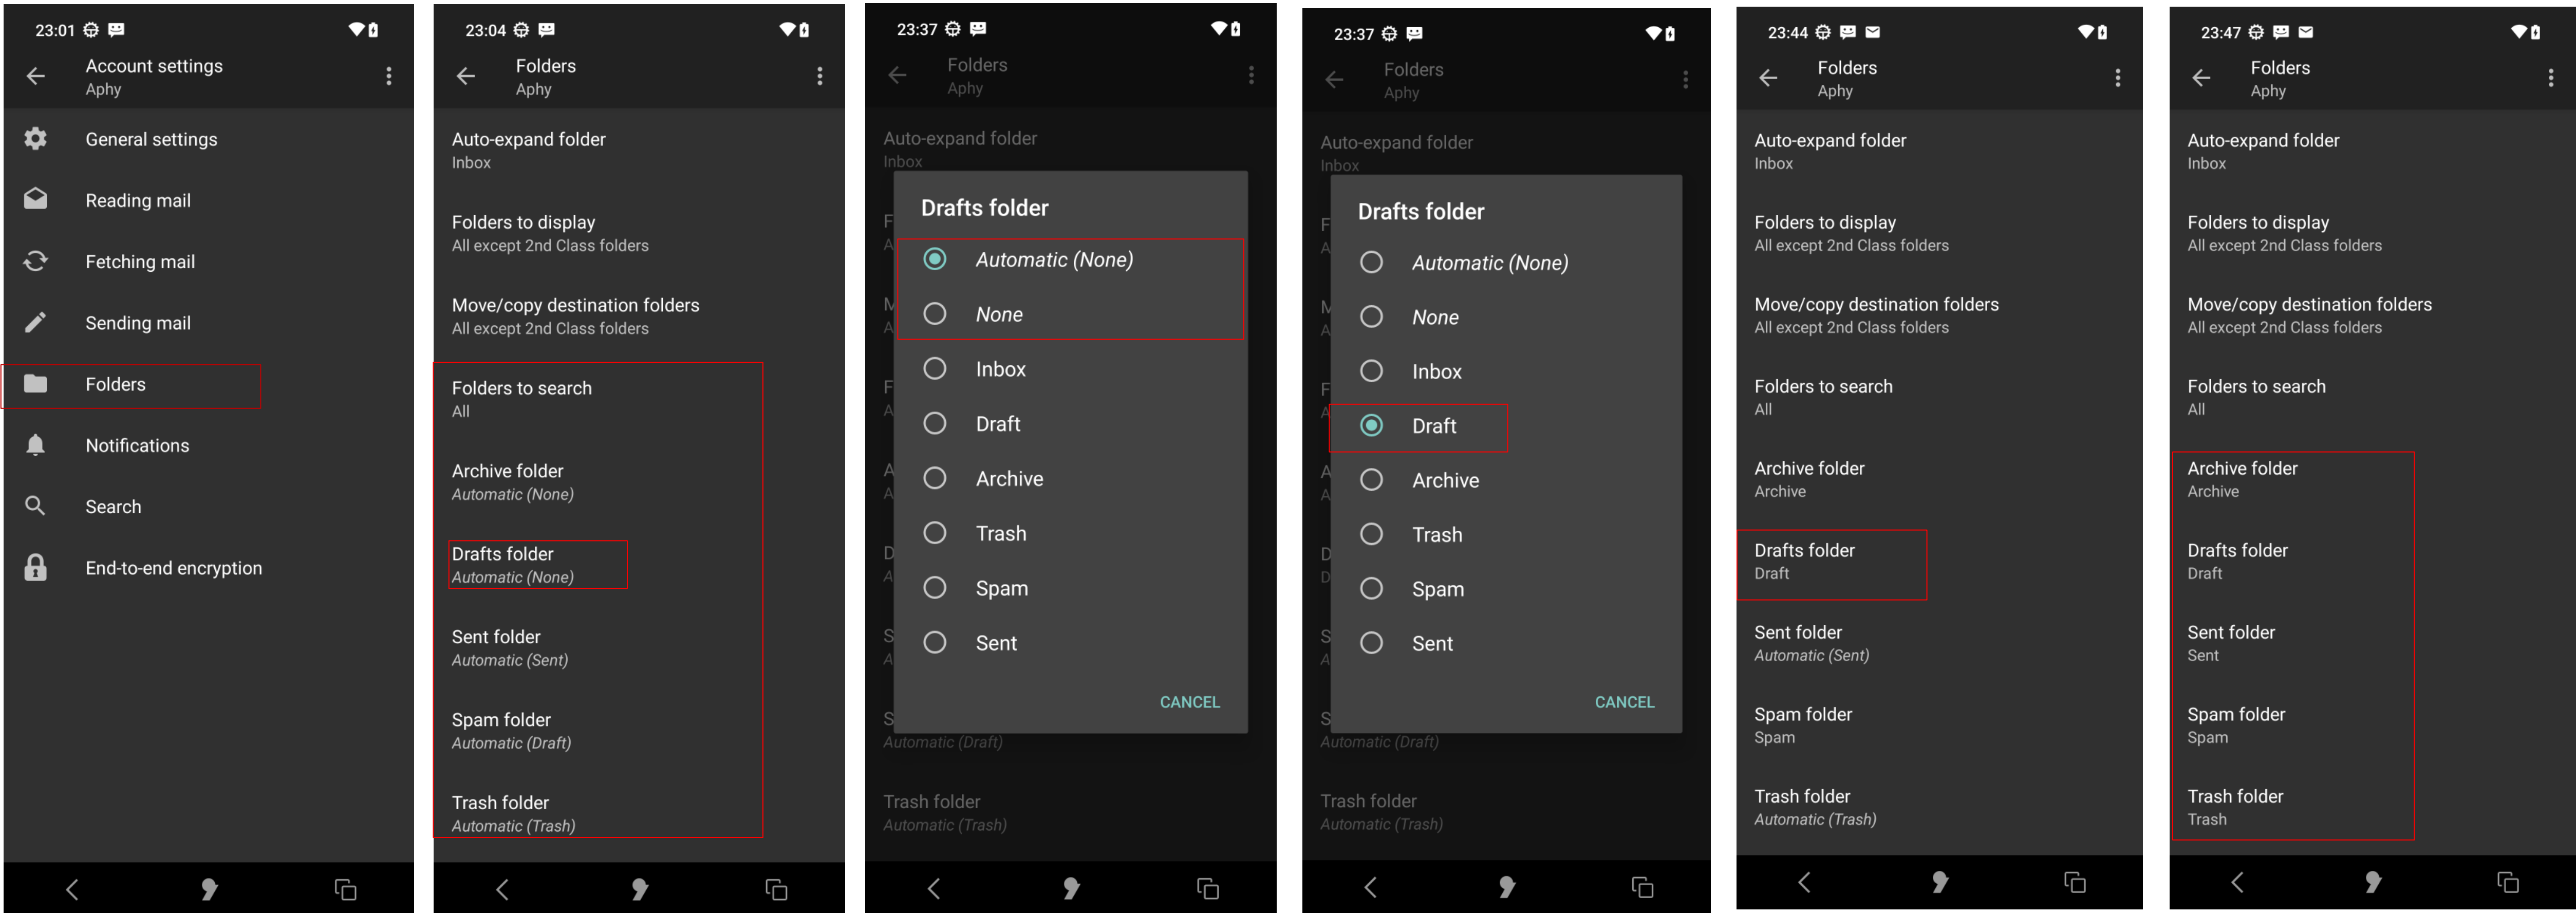 23:01
Account settings
Aphy
General settings
Reading mail
Fetching mail
Sending mail
Folders
Notifications
Search
End-to-end encryption
23:04
Folders
Aphy
Auto-expand folder
Inbox
Folders to display
All except 2nd Class folders
Move/copy destination folders
All except 2nd Class folders
Folders to search
All
Archive folder
Automatic (None)
Drafts folder
Automatic (None)
Sent folder
Automatic (Sent)
Spam folder
Automatic (Draft)
Trash folder
Automatic (Trash)
23:37
Folders
Aphy
Auto-expand folder
Inbox
Drafts folder
Automatic (None)
None
Inbox
Draft
Archive
Trash
Spam
Sent
CANCEL
Automatic (Draft)
Trash folder
Automatic (Trash)
23:37
Folders
Aphy
Auto-expand folder
Inbox
Drafts folder
Automatic (None)
None
Inbox
Draft
Archive
Trash
Spam
Sent
CANCEL
Automatic (Draft)
Trash folder
Automatic (Trash)
23:44
Folders
Aphy
Auto-expand folder
Inbox
Folders to display
All except 2nd Class folders
Move/copy destination folders
All except 2nd Class folders
Folders to search
All
Archive folder
Archive
Drafts folder
Draft
Sent folder
Automatic (Sent)
Spam folder
Spam
Trash folder
Automatic (Trash)
23:47
Folders
Aphy
Auto-expand folder
Inbox
Folders to display
All except 2nd Class folders
Move/copy destination folders
All except 2nd Class folders
Folders to search
All
Archive folder
Archive
Drafts folder
Draft
Sent folder
Sent
Spam folder
Spam
Trash folder
Trash